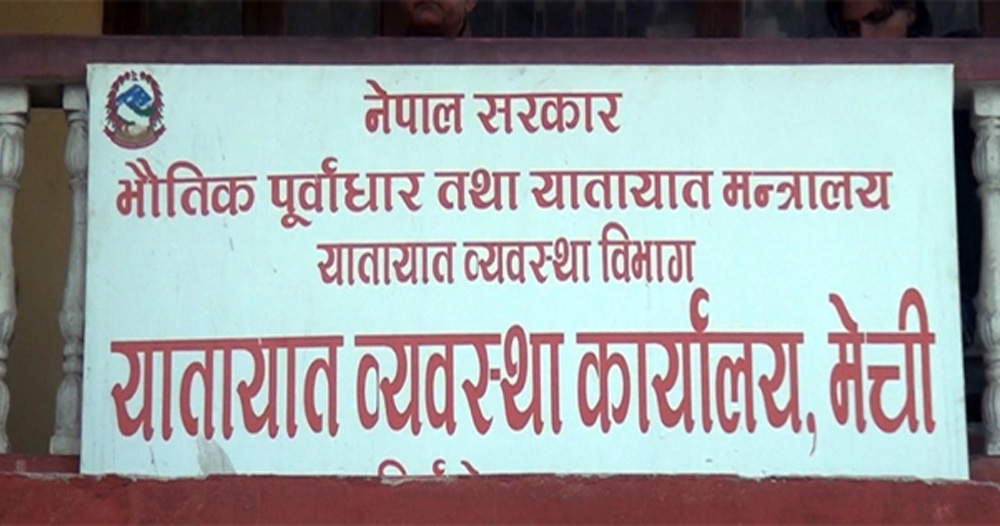 नेपाल सरकार
भौतिक पूर्वाधार तथा यातायात मन्त्रालय
यातायात व्यवस्था विभाग
यातायात व्यवस्था कार्यालय, मेची